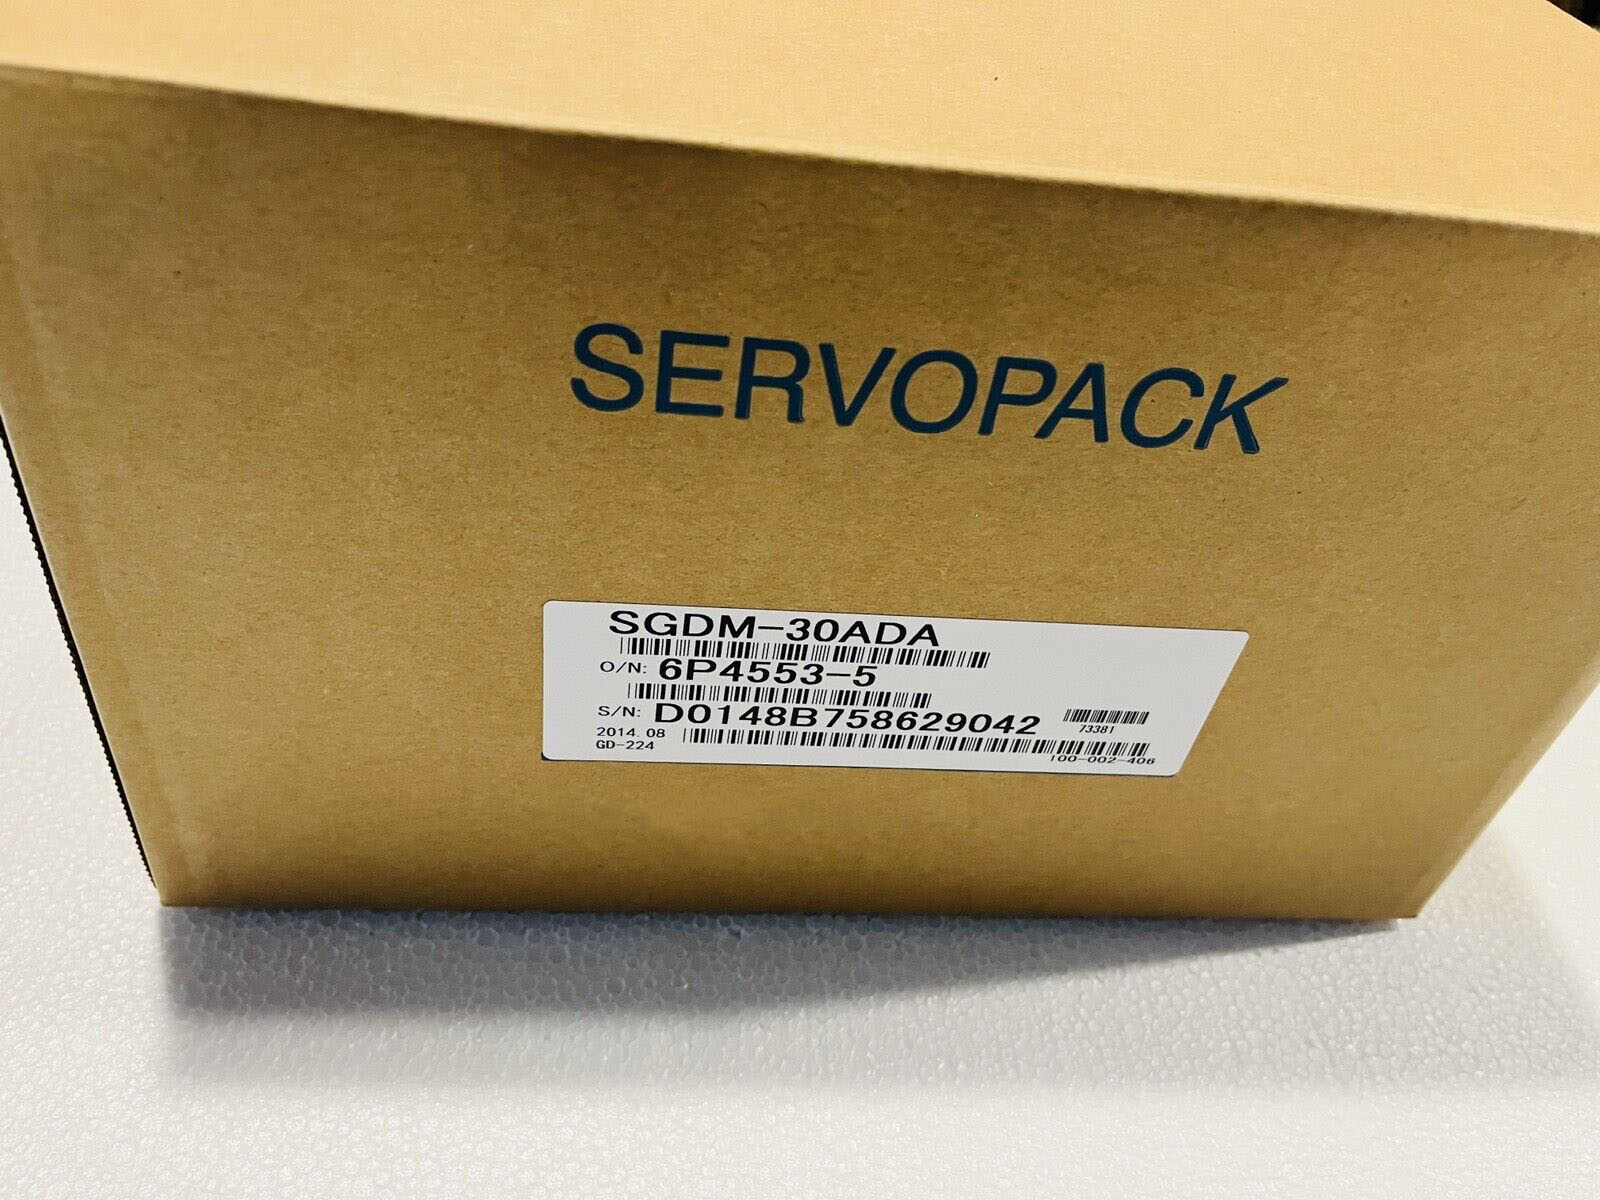 SERVOPACK
SGDM-30ADA
O/N: 6P4553-5
S/N: D0148B758629042
73381
2014.08
GD-224
100-002-406